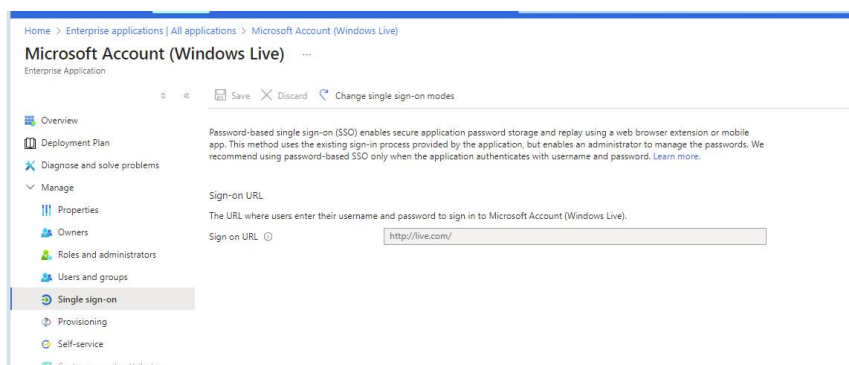 Home > Enterprise applications | All applications > Microsoft Account (Windows Live)
Microsoft Account (Windows Live) ...
Enterprise Application
Save Discard Change single sign-on modes
Overview
Deployment Plan
Diagnose and solve problems
Manage
Properties
Owners
Roles and administrators
Users and groups
Single sign-on
Provisioning
Self-service
Password-based single sign-on (SSO) enables secure application password storage and replay using a web browser extension or mobile
app. This method uses the existing sign-in process provided by the application, but enables an administrator to manage the passwords. We
recommend using password-based SSO only when the application authenticates with username and password. Learn more.
Sign-on URL
The URL where users enter their username and password to sign in to Microsoft Account (Windows Live).
Sign on URL
http://live.com/